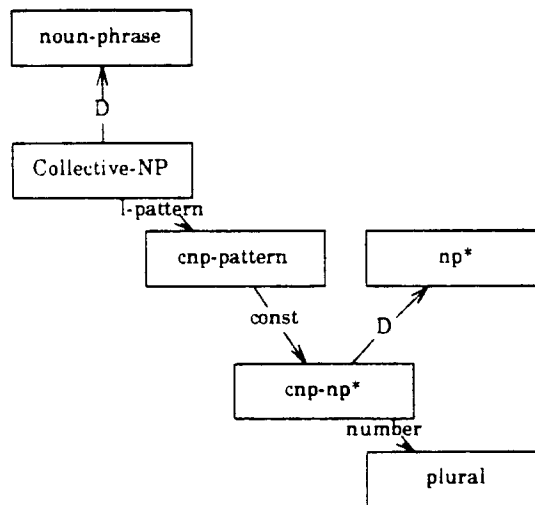 noun-phrase
D
Collective-NP
l-pattern
cnp-pattern
np*
const
D
cnp-np*
number
plural